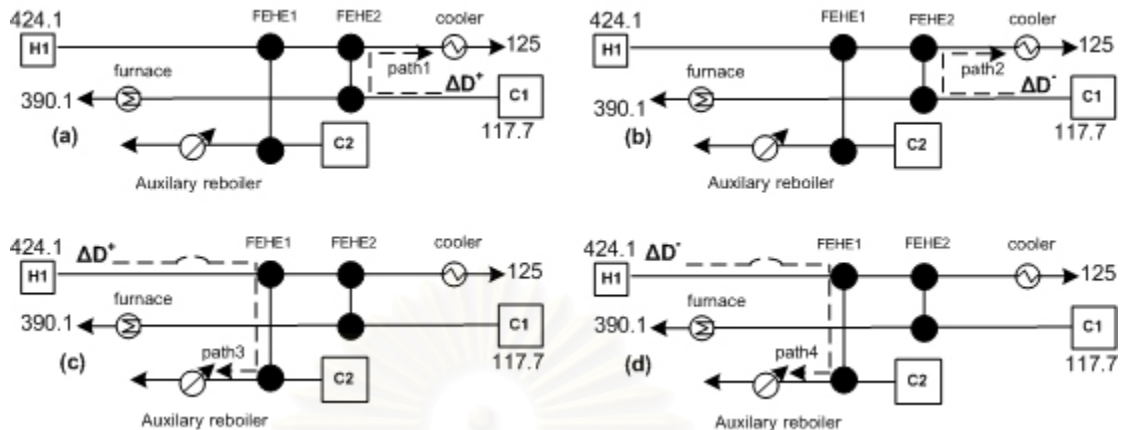 424.1
FEHE1
FEHE2
cooler
H1
125
furnace
path1
ΔD⁺
C1
390.1
117.7
(a)
C2
Auxilary reboiler
424.1
FEHE1
FEHE2
cooler
H1
125
furnace
path2
ΔD⁻
C1
390.1
117.7
(b)
C2
Auxilary reboiler
424.1
ΔD⁺
FEHE1
FEHE2
cooler
H1
125
furnace
C1
390.1
117.7
(c)
path3
C2
Auxilary reboiler
424.1
ΔD⁻
FEHE1
FEHE2
cooler
H1
125
furnace
C1
390.1
117.7
(d)
path4
C2
Auxilary reboiler